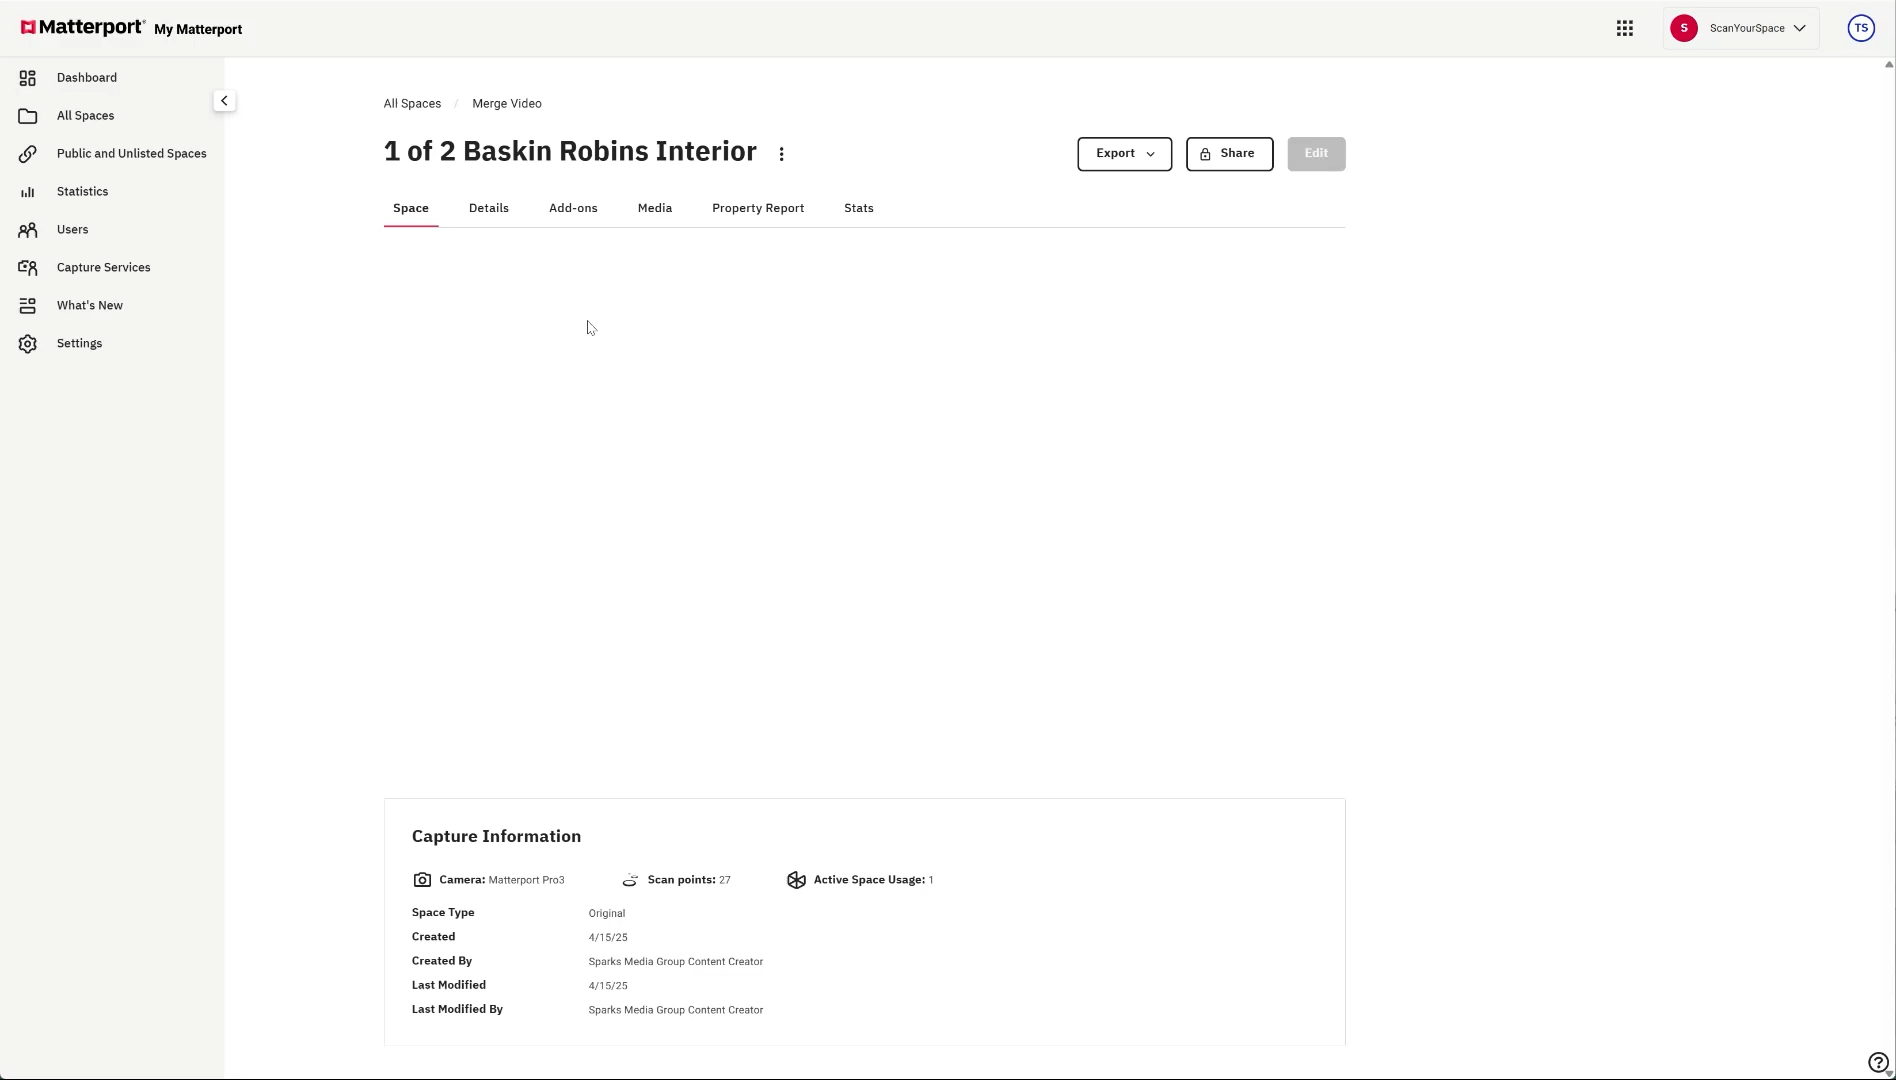 Matterport® My Matterport
S ScanYourSpace TS
Dashboard
All Spaces
Public and Unlisted Spaces
Statistics
Users
Capture Services
What's New
Settings
All Spaces / Merge Video
1 of 2 Baskin Robins Interior
Export Share Edit
Space Details Add-ons Media Property Report Stats
Capture Information
Camera: Matterport Pro3 Scan points: 27 Active Space Usage: 1
Space Type Original
Created 4/15/25
Created By Sparks Media Group Content Creator
Last Modified 4/15/25
Last Modified By Sparks Media Group Content Creator